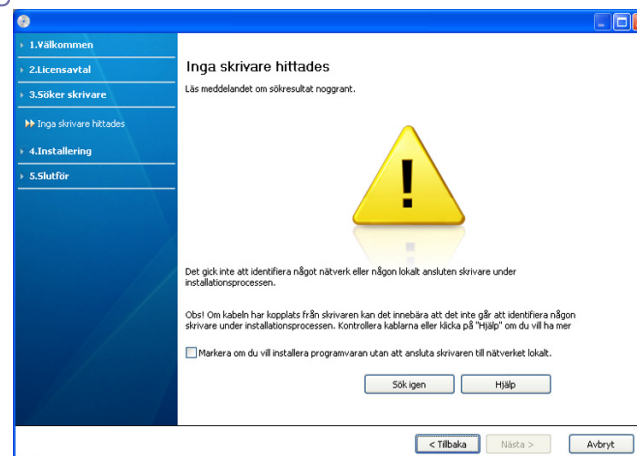 1.Välkommen
2.Licensavtal
3.Söker skrivare
Inga skrivare hittades
4.Installering
5.Slutför
Inga skrivare hittades
Läs meddelandet om sökresultat noggrant.
Det gick inte att identifiera något nätverk eller någon lokalt ansluten skrivare under
installationsprocessen.
Obs! Om kabeln har kopplats från skrivaren kan det innebära att det inte går att identifiera någon
skrivare under installationsprocessen. Kontrollera kablarna eller klicka på "Hjälp" om du vill ha mer
Markera om du vill installera programvaran utan att ansluta skrivaren till nätverket lokalt.
Sök igen
Hjälp
< Tillbaka
Nästa >
Avbryt